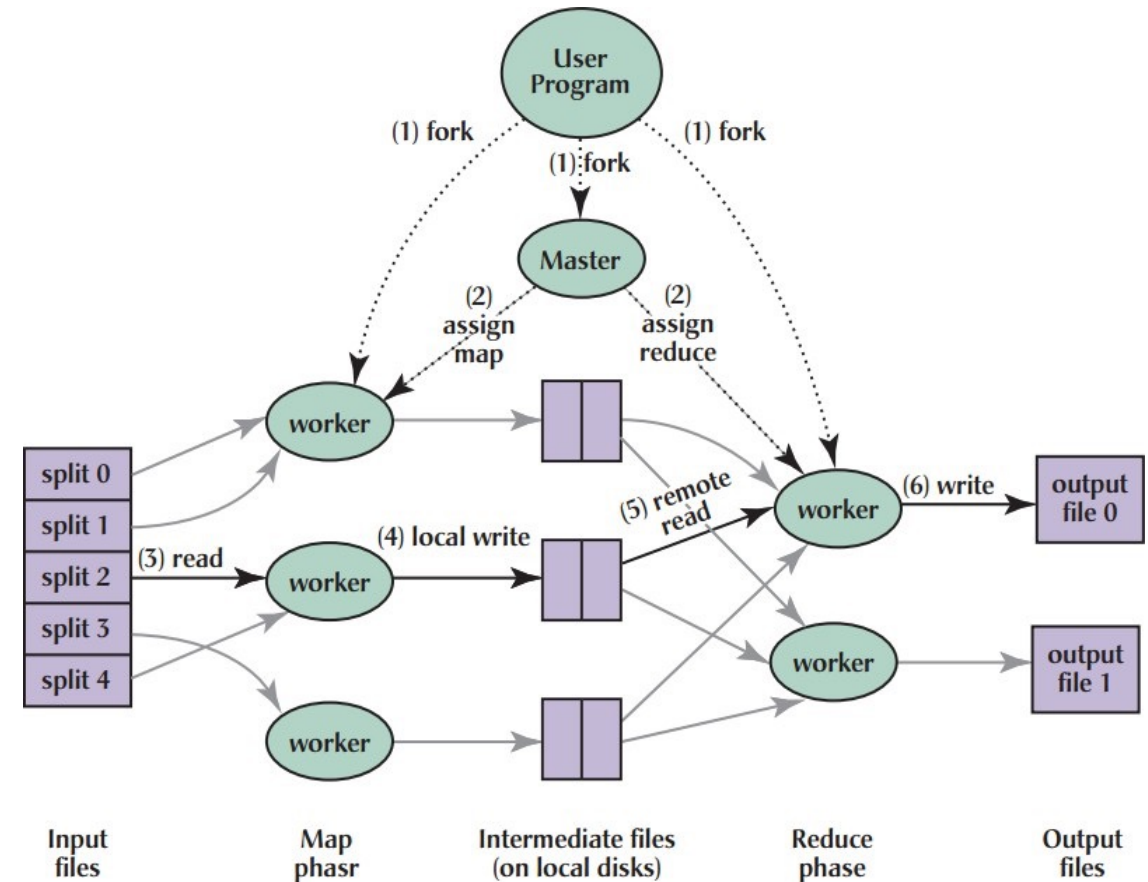 User
Program
(1) fork
(1) fork
(1) fork
Master
(2)
assign
map
(2)
assign
reduce
worker
split 0
split 1
split 2
split 3
split 4
(3) read
worker
(4) local write
(5) remote
read
worker
(6) write
output
file 0
worker
worker
output
file 1
Input
files
Map
phasr
Intermediate files
(on local disks)
Reduce
phase
Output
files